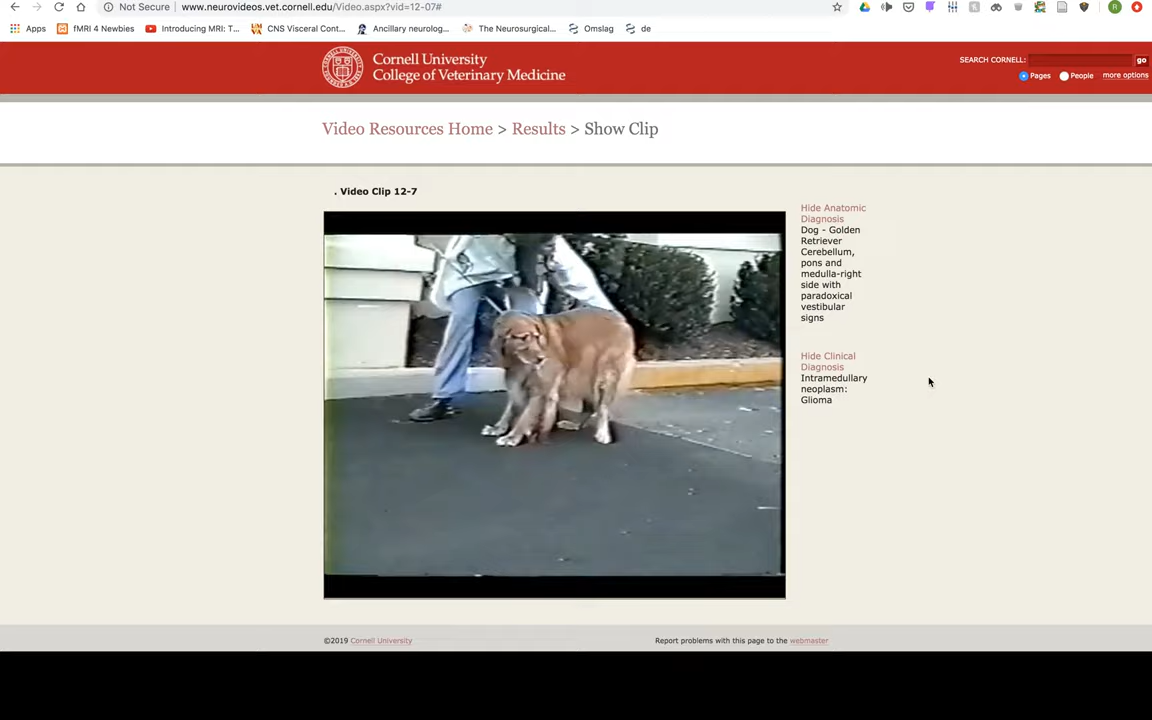 Not Secure | www.neurovideos.vet.cornell.edu/Video.aspx?vid=12-07#
Apps fMRI 4 Newbies Introducing MRI: T... CNS Visceral Cont... Ancillary neurolog... The Neurosurgical... Omslag de
Cornell University
College of Veterinary Medicine
SEARCH CORNELL: go
Pages People more options
Video Resources Home > Results > Show Clip
. Video Clip 12-7
Hide Anatomic
Diagnosis
Dog - Golden
Retriever
Cerebellum,
pons and
medulla-right
side with
paradoxical
vestibular
signs
Hide Clinical
Diagnosis
Intramedullary
neoplasm:
Glioma
©2019 Cornell University
Report problems with this page to the webmaster